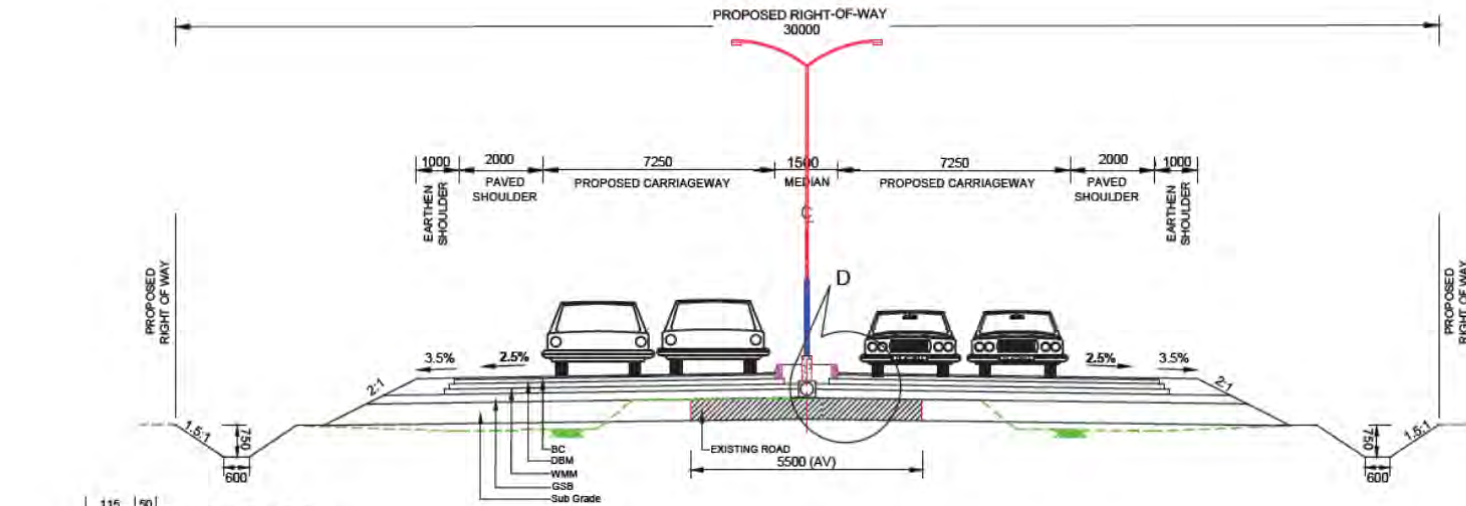 PROPOSED RIGHT-OF-WAY
30000
1000 2000 7250 1500 7250 2000 1000
EARTHEN SHOULDER
PAVED SHOULDER
PROPOSED CARRIAGEWAY
MEDIAN
PROPOSED CARRIAGEWAY
PAVED SHOULDER
EARTHEN SHOULDER
PROPOSED RIGHT OF WAY
PROPOSED RIGHT OF WAY
D
3.5% 2.5% 2.5% 3.5%
2:1 2:1
1.5:1 750 750 1.5:1
600 600
BC
DBM
WMM
GSB
Sub Grade
EXISTING ROAD
5500 (AV)
115 50